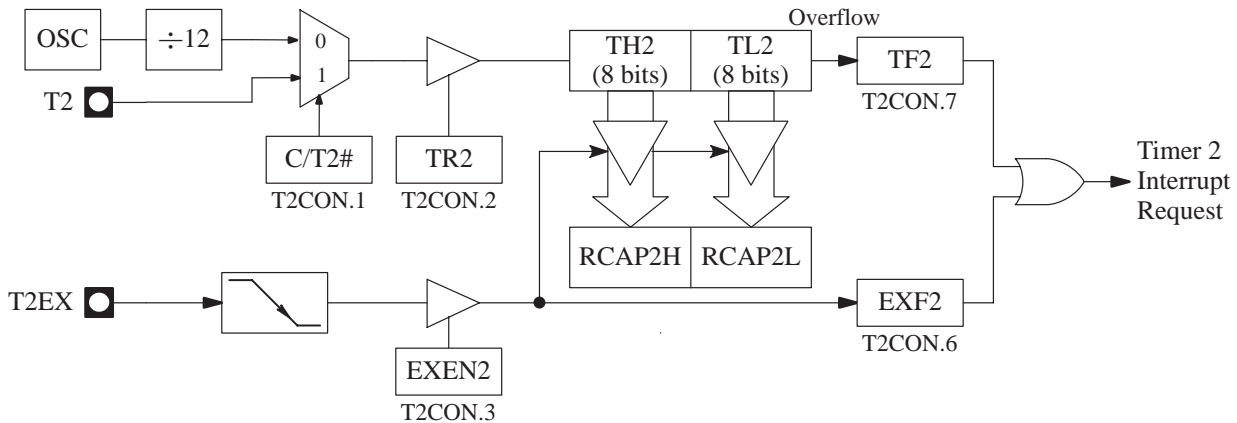 Overflow
OSC
÷12
0
1
TH2
(8 bits)
TL2
(8 bits)
TF2
T2CON.7
T2
C/T2#
T2CON.1
TR2
T2CON.2
Timer 2
Interrupt
Request
RCAP2H
RCAP2L
T2EX
EXF2
T2CON.6
EXEN2
T2CON.3